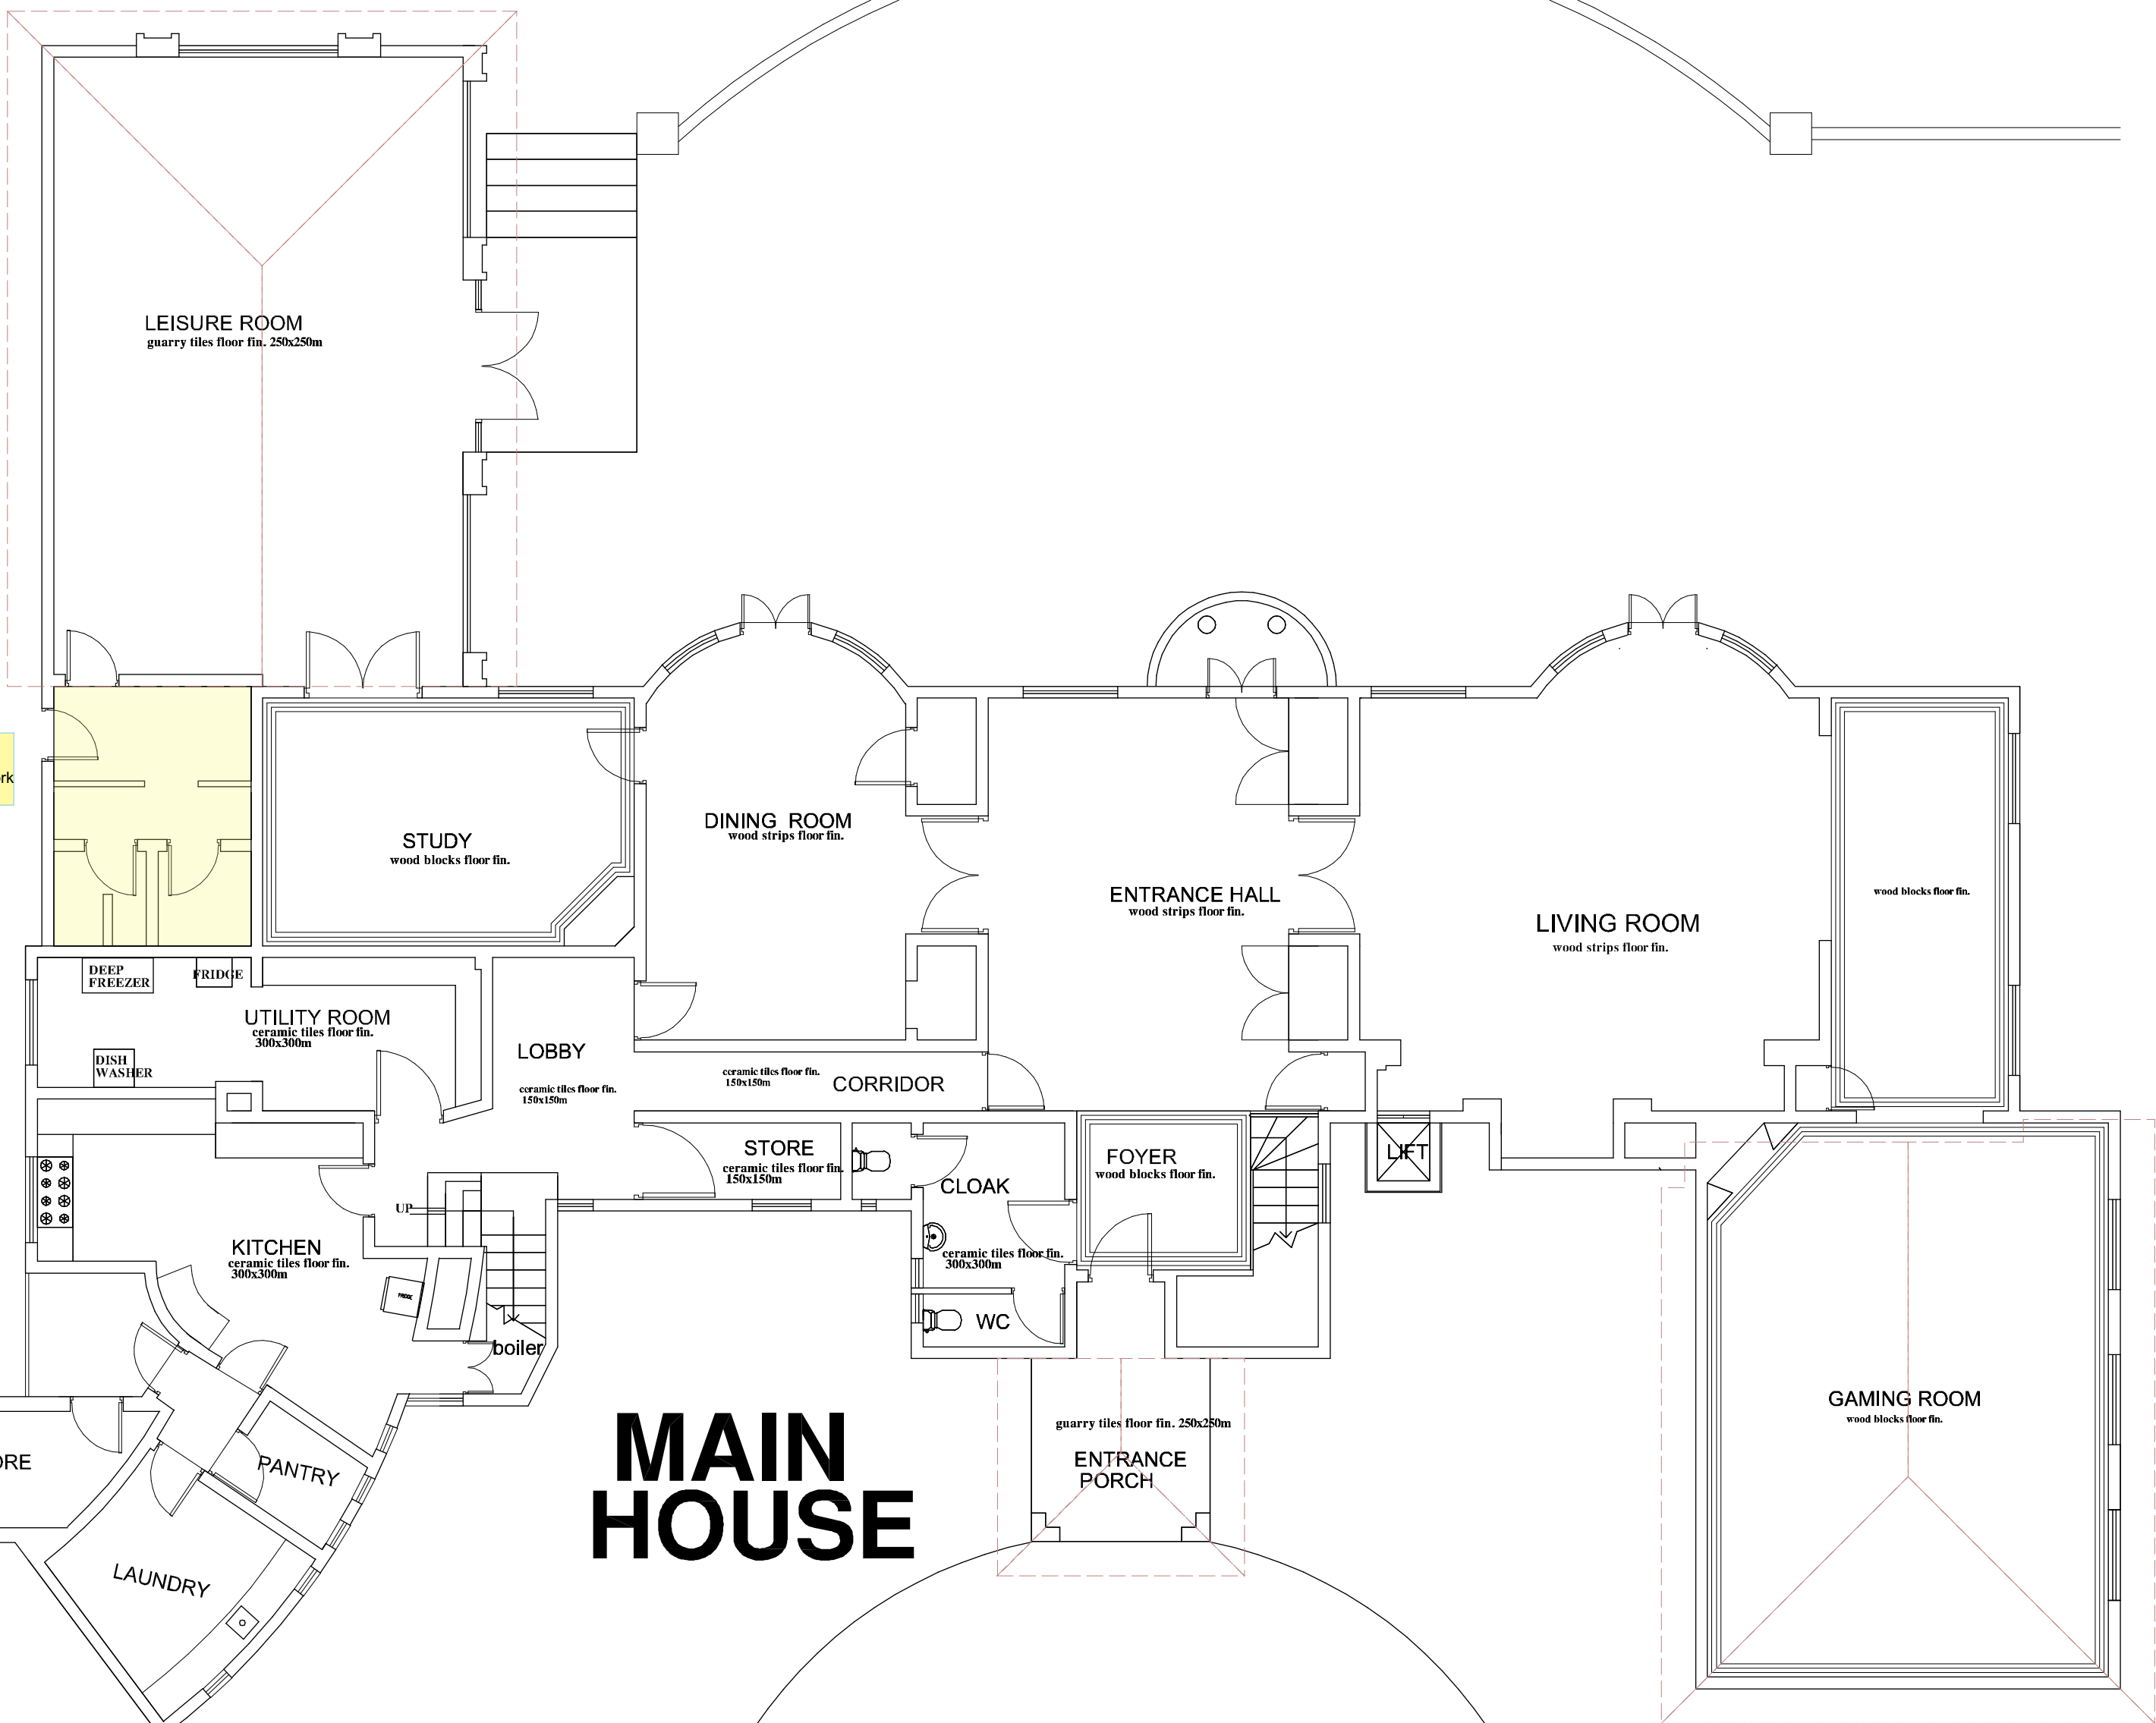 LEISURE ROOM
guarry tiles floor fin. 250x250m
rk
STUDY
wood blocks floor fin.
DINING ROOM
wood strips floor fin.
ENTRANCE HALL
wood strips floor fin.
LIVING ROOM
wood strips floor fin.
wood blocks floor fin.
DEEP
FREEZER
FRIDGE
UTILITY ROOM
ceramic tiles floor fin.
300x300m
DISH
WASHER
LOBBY
ceramic tiles floor fin.
150x150m
ceramic tiles floor fin.
150x150m
CORRIDOR
STORE
ceramic tiles floor fin.
150x150m
CLOAK
ceramic tiles floor fin.
300x300m
WC
FOYER
wood blocks floor fin.
LIFT
UP
KITCHEN
ceramic tiles floor fin.
300x300m
FRIDGE
boiler
PANTRY
ORE
LAUNDRY
MAIN
HOUSE
guarry tiles floor fin. 250x250m
ENTRANCE
PORCH
GAMING ROOM
wood blocks floor fin.